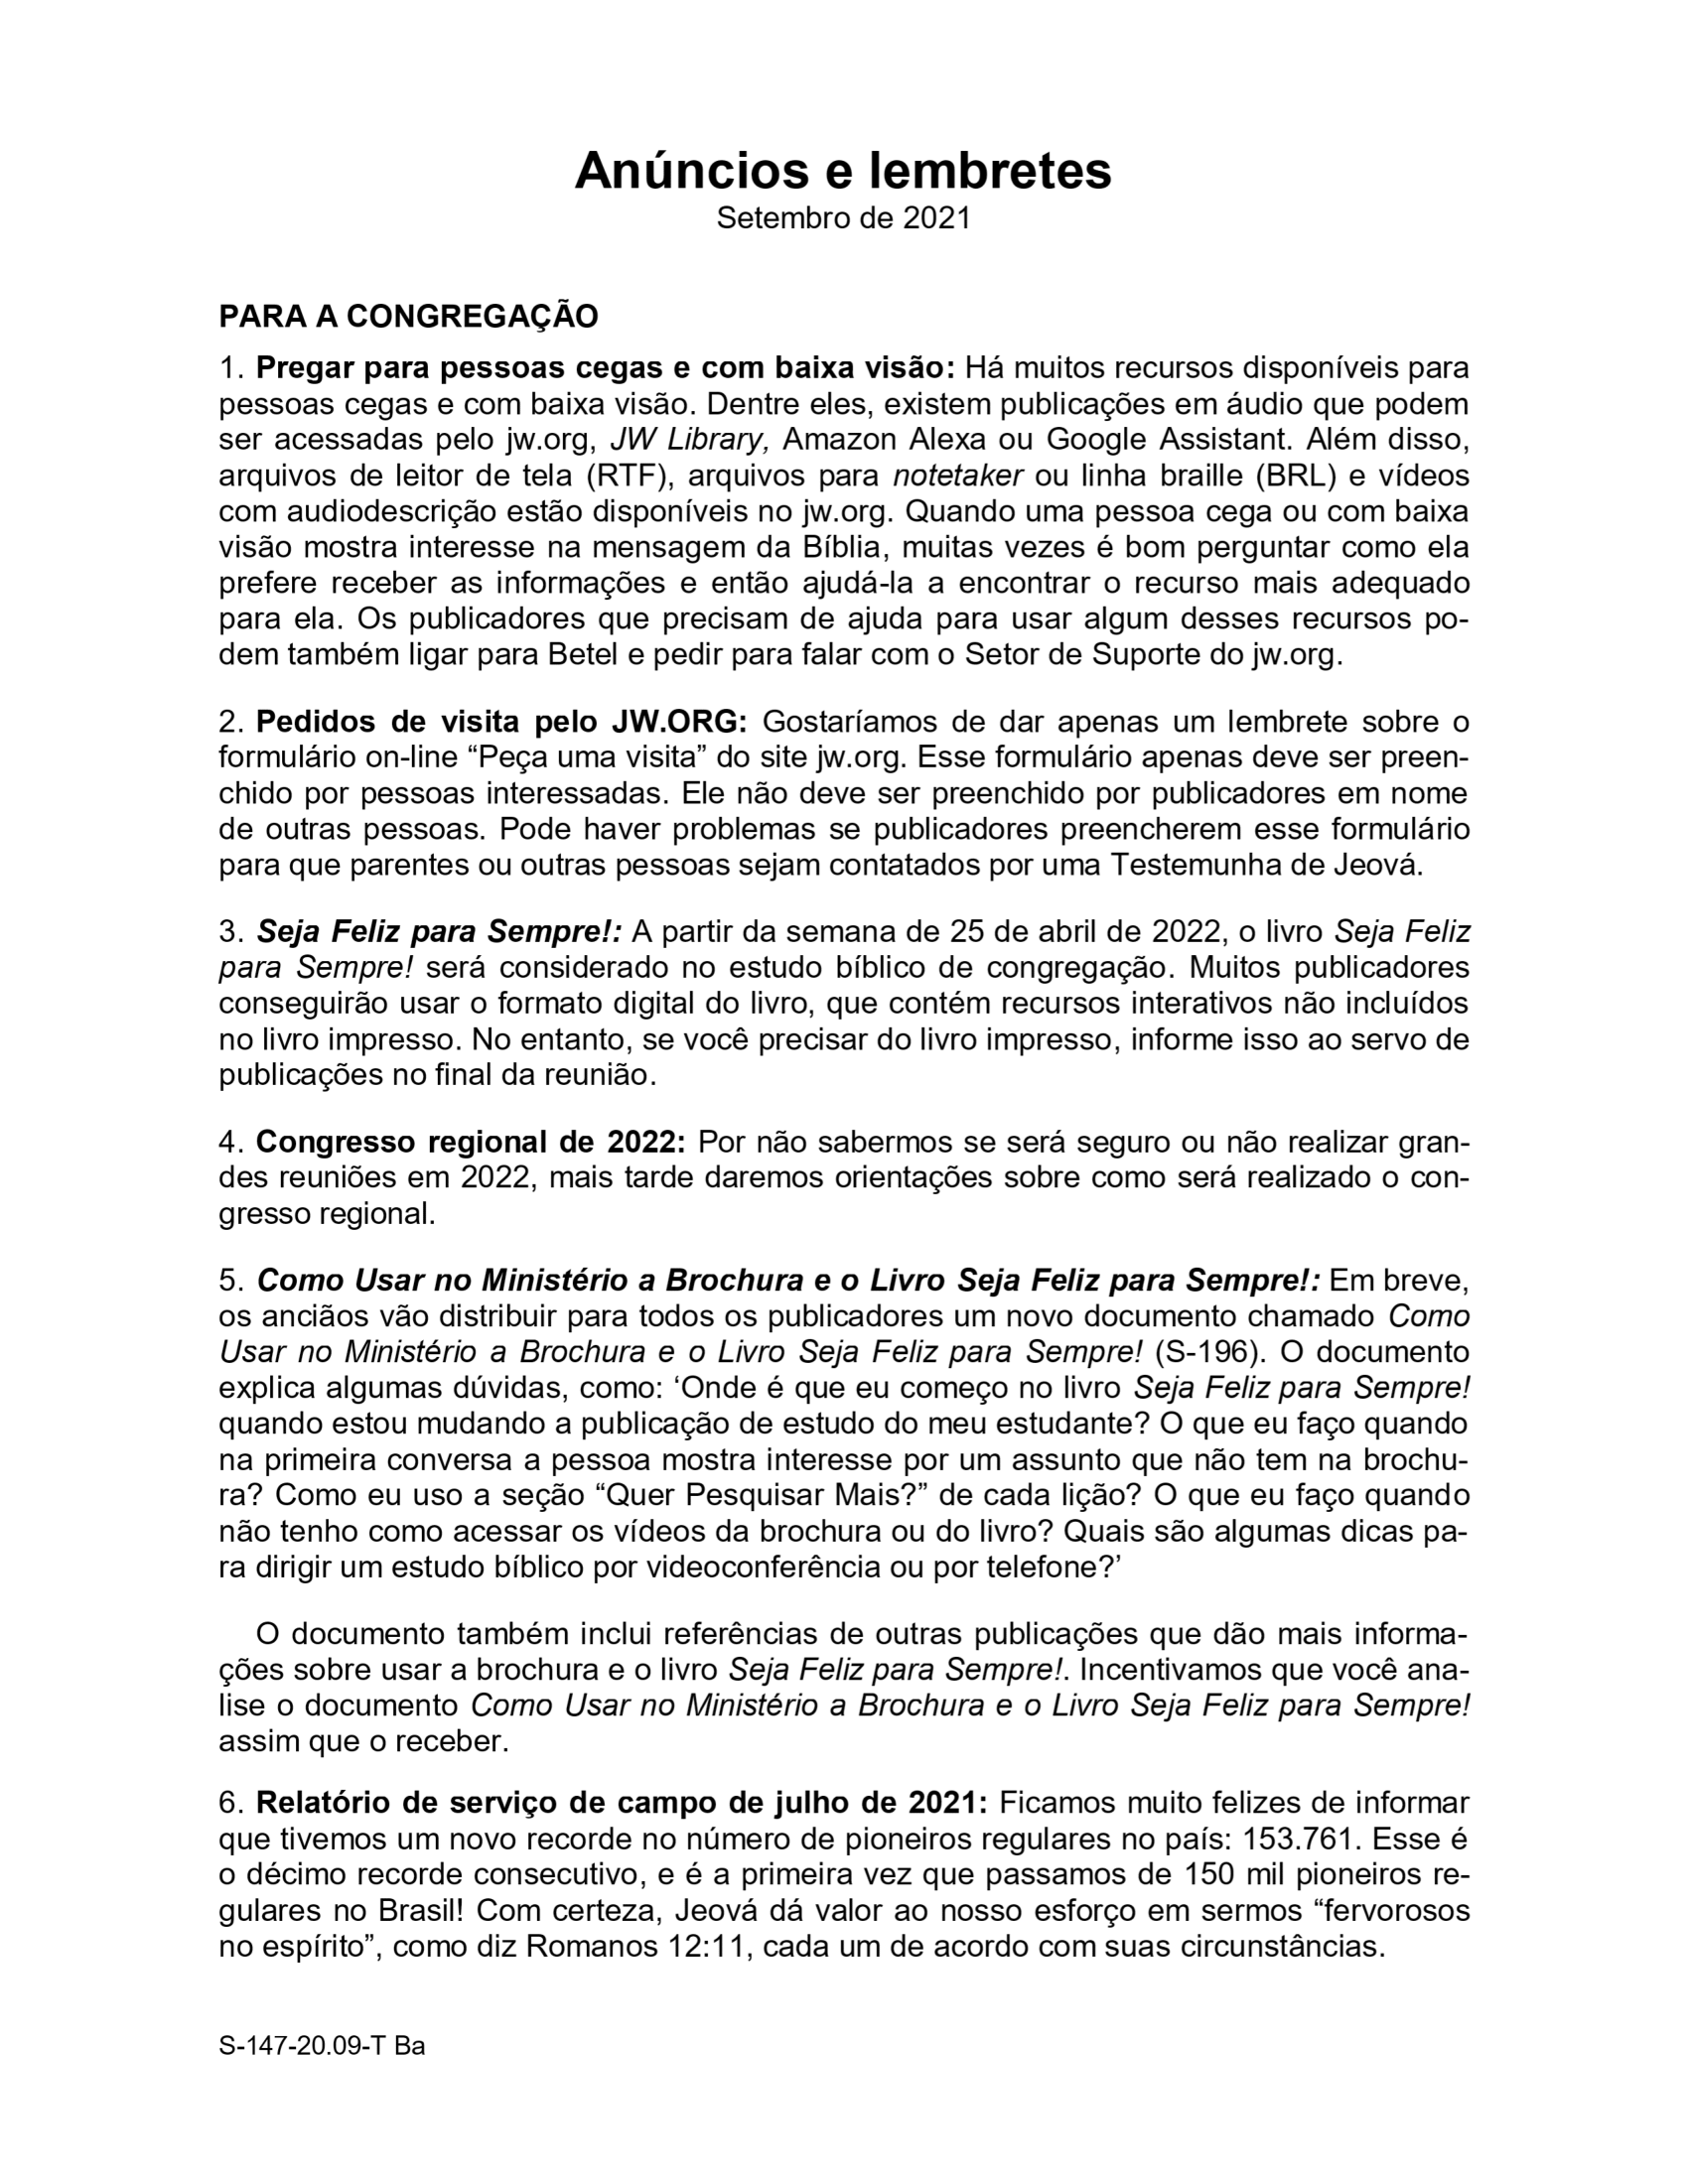 Anúncios e lembretes
Setembro de 2021
PARA A CONGREGAÇÃO
1. Pregar para pessoas cegas e com baixa visão: Há muitos recursos disponíveis para
pessoas cegas e com baixa visão. Dentre eles, existem publicações em áudio que podem
ser acessadas pelo jw.org, JW Library, Amazon Alexa ou Google Assistant. Além disso,
arquivos de leitor de tela (RTF), arquivos para notetaker ou linha braille (BRL) e vídeos
com audiodescrição estão disponíveis no jw.org. Quando uma pessoa cega ou com baixa
visão mostra interesse na mensagem da Bíblia, muitas vezes é bom perguntar como ela
prefere receber as informações e então ajudá-la a encontrar o recurso mais adequado
para ela. Os publicadores que precisam de ajuda para usar algum desses recursos po-
dem também ligar para Betel e pedir para falar com o Setor de Suporte do jw.org.
2. Pedidos de visita pelo JW.ORG: Gostaríamos de dar apenas um lembrete sobre o
formulário on-line “Peça uma visita” do site jw.org. Esse formulário apenas deve ser preen-
chido por pessoas interessadas. Ele não deve ser preenchido por publicadores em nome
de outras pessoas. Pode haver problemas se publicadores preencherem esse formulário
para que parentes ou outras pessoas sejam contatados por uma Testemunha de Jeová.
3. Seja Feliz para Sempre!: A partir da semana de 25 de abril de 2022, o livro Seja Feliz
para Sempre! será considerado no estudo bíblico de congregação. Muitos publicadores
conseguirão usar o formato digital do livro, que contém recursos interativos não incluídos
no livro impresso. No entanto, se você precisar do livro impresso, informe isso ao servo de
publicações no final da reunião.
4. Congresso regional de 2022: Por não sabermos se será seguro ou não realizar gran-
des reuniões em 2022, mais tarde daremos orientações sobre como será realizado o con-
gresso regional.
5. Como Usar no Ministério a Brochura e o Livro Seja Feliz para Sempre!: Em breve,
os anciãos vão distribuir para todos os publicadores um novo documento chamado Como
Usar no Ministério a Brochura e o Livro Seja Feliz para Sempre! (S-196). O documento
explica algumas dúvidas, como: ‘Onde é que eu começo no livro Seja Feliz para Sempre!
quando estou mudando a publicação de estudo do meu estudante? O que eu faço quando
na primeira conversa a pessoa mostra interesse por um assunto que não tem na brochu-
ra? Como eu uso a seção “Quer Pesquisar Mais?” de cada lição? O que eu faço quando
não tenho como acessar os vídeos da brochura ou do livro? Quais são algumas dicas pa-
ra dirigir um estudo bíblico por videoconferência ou por telefone?’
O documento também inclui referências de outras publicações que dão mais informa-
ções sobre usar a brochura e o livro Seja Feliz para Sempre!. Incentivamos que você ana-
lise o documento Como Usar no Ministério a Brochura e o Livro Seja Feliz para Sempre!
assim que o receber.
6. Relatório de serviço de campo de julho de 2021: Ficamos muito felizes de informar
que tivemos um novo recorde no número de pioneiros regulares no país: 153.761. Esse é
o décimo recorde consecutivo, e é a primeira vez que passamos de 150 mil pioneiros re-
gulares no Brasil! Com certeza, Jeová dá valor ao nosso esforço em sermos “fervorosos
no espírito”, como diz Romanos 12:11, cada um de acordo com suas circunstâncias.
S-147-20.09-T Ba